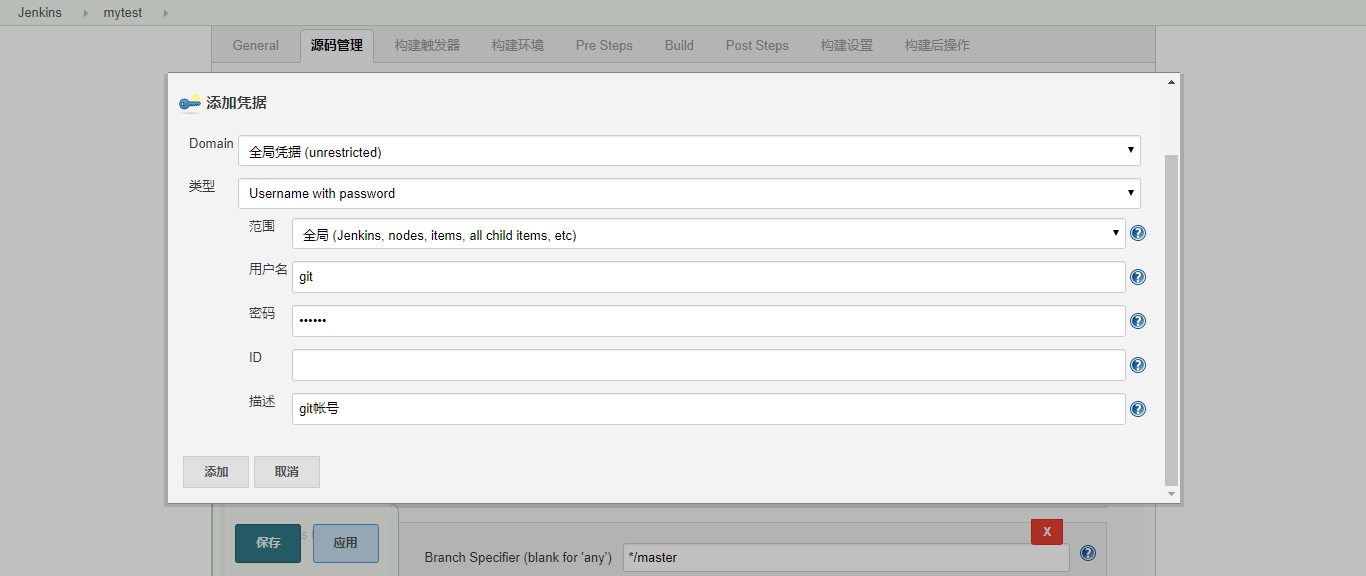 Jenkins mytest
General 源码管理 构建触发器 构建环境 Pre Steps Build Post Steps 构建设置 构建后操作
添加凭据
Domain 全局凭据 (unrestricted)
类型 Username with password
范围 全局 (Jenkins, nodes, items, all child items, etc)
用户名 git
密码 ••••••
ID
描述 git帐号
添加 取消
X
保存 应用
Branch Specifier (blank for 'any') */master